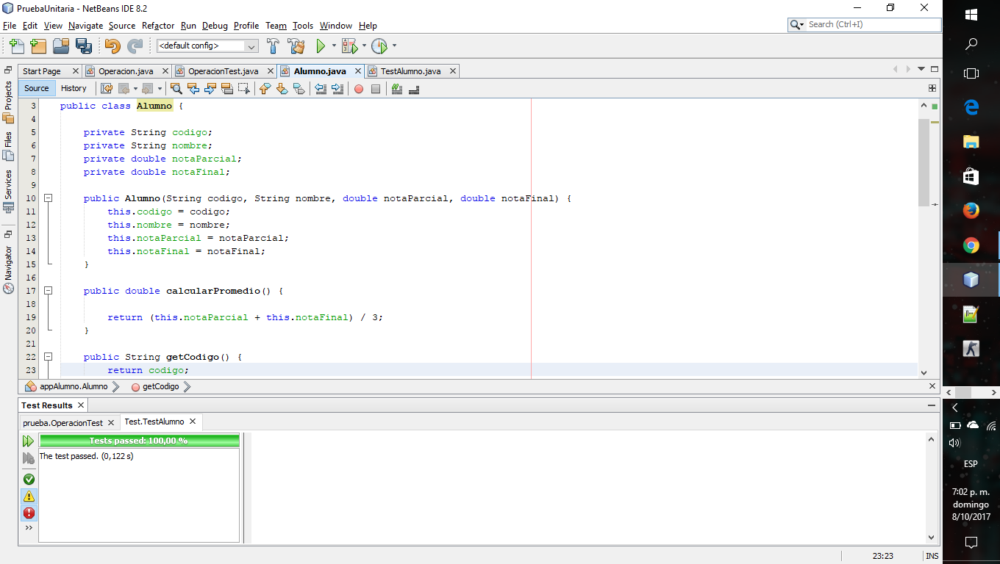 PruebaUnitaria - NetBeans IDE 8.2
File Edit View Navigate Source Refactor Run Debug Profile Team Tools Window Help
Search (Ctrl+I)
<default config>
Start Page
Operacion.java
OperacionTest.java
Alumno.java
TestAlumno.java
Source
History
Projects
Files
Services
Navigator
3 public class Alumno {
4
5 private String codigo;
6 private String nombre;
7 private double notaParcial;
8 private double notaFinal;
9
10 public Alumno(String codigo, String nombre, double notaParcial, double notaFinal) {
11 this.codigo = codigo;
12 this.nombre = nombre;
13 this.notaParcial = notaParcial;
14 this.notaFinal = notaFinal;
15 }
16
17 public double calcularPromedio() {
18
19 return (this.notaParcial + this.notaFinal) / 3;
20 }
21
22 public String getCodigo() {
23 return codigo;
appAlumno.Alumno
getCodigo
Test Results
prueba.OperacionTest
Test.TestAlumno
Tests passed: 100,00 %
The test passed. (0,122 s)
23:23
INS
ESP
7:02 p. m.
domingo
8/10/2017